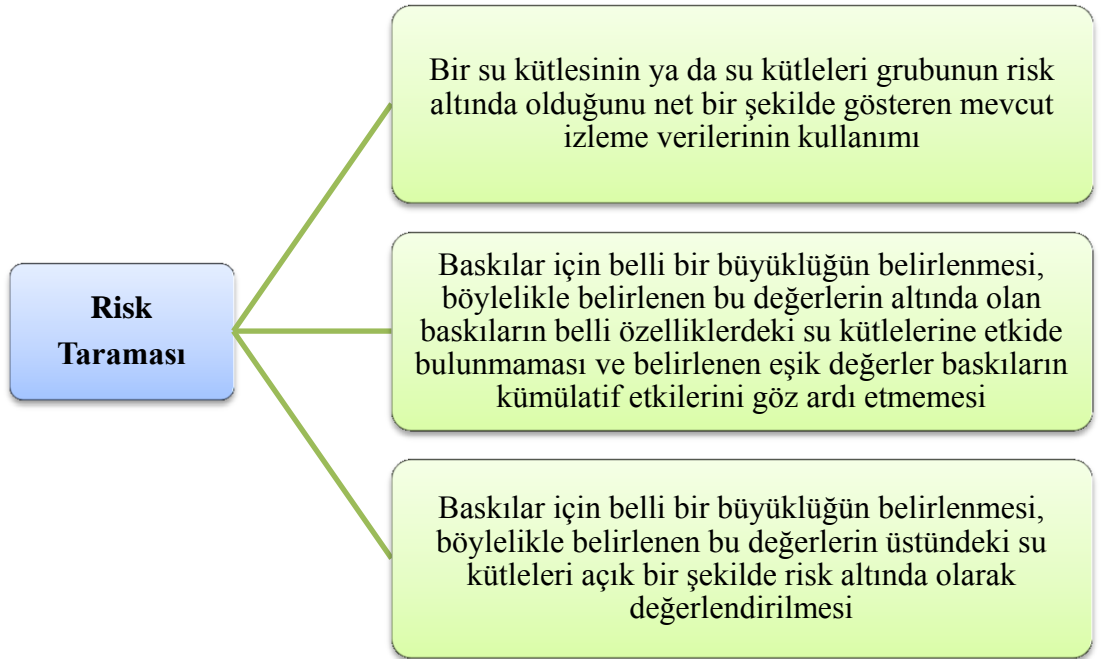 Bir su kütlesinin ya da su kütleleri grubunun risk
altında olduğunu net bir şekilde gösteren mevcut
izleme verilerinin kullanımı
Risk
Taraması
Baskılar için belli bir büyüklüğün belirlenmesi,
böylelikle belirlenen bu değerlerin altında olan
baskıların belli özelliklerdeki su kütlelerine etkide
bulunmaması ve belirlenen eşik değerler baskıların
kümülatif etkilerini göz ardı etmemesi
Baskılar için belli bir büyüklüğün belirlenmesi,
böylelikle belirlenen bu değerlerin üstündeki su
kütleleri açık bir şekilde risk altında olarak
değerlendirilmesi